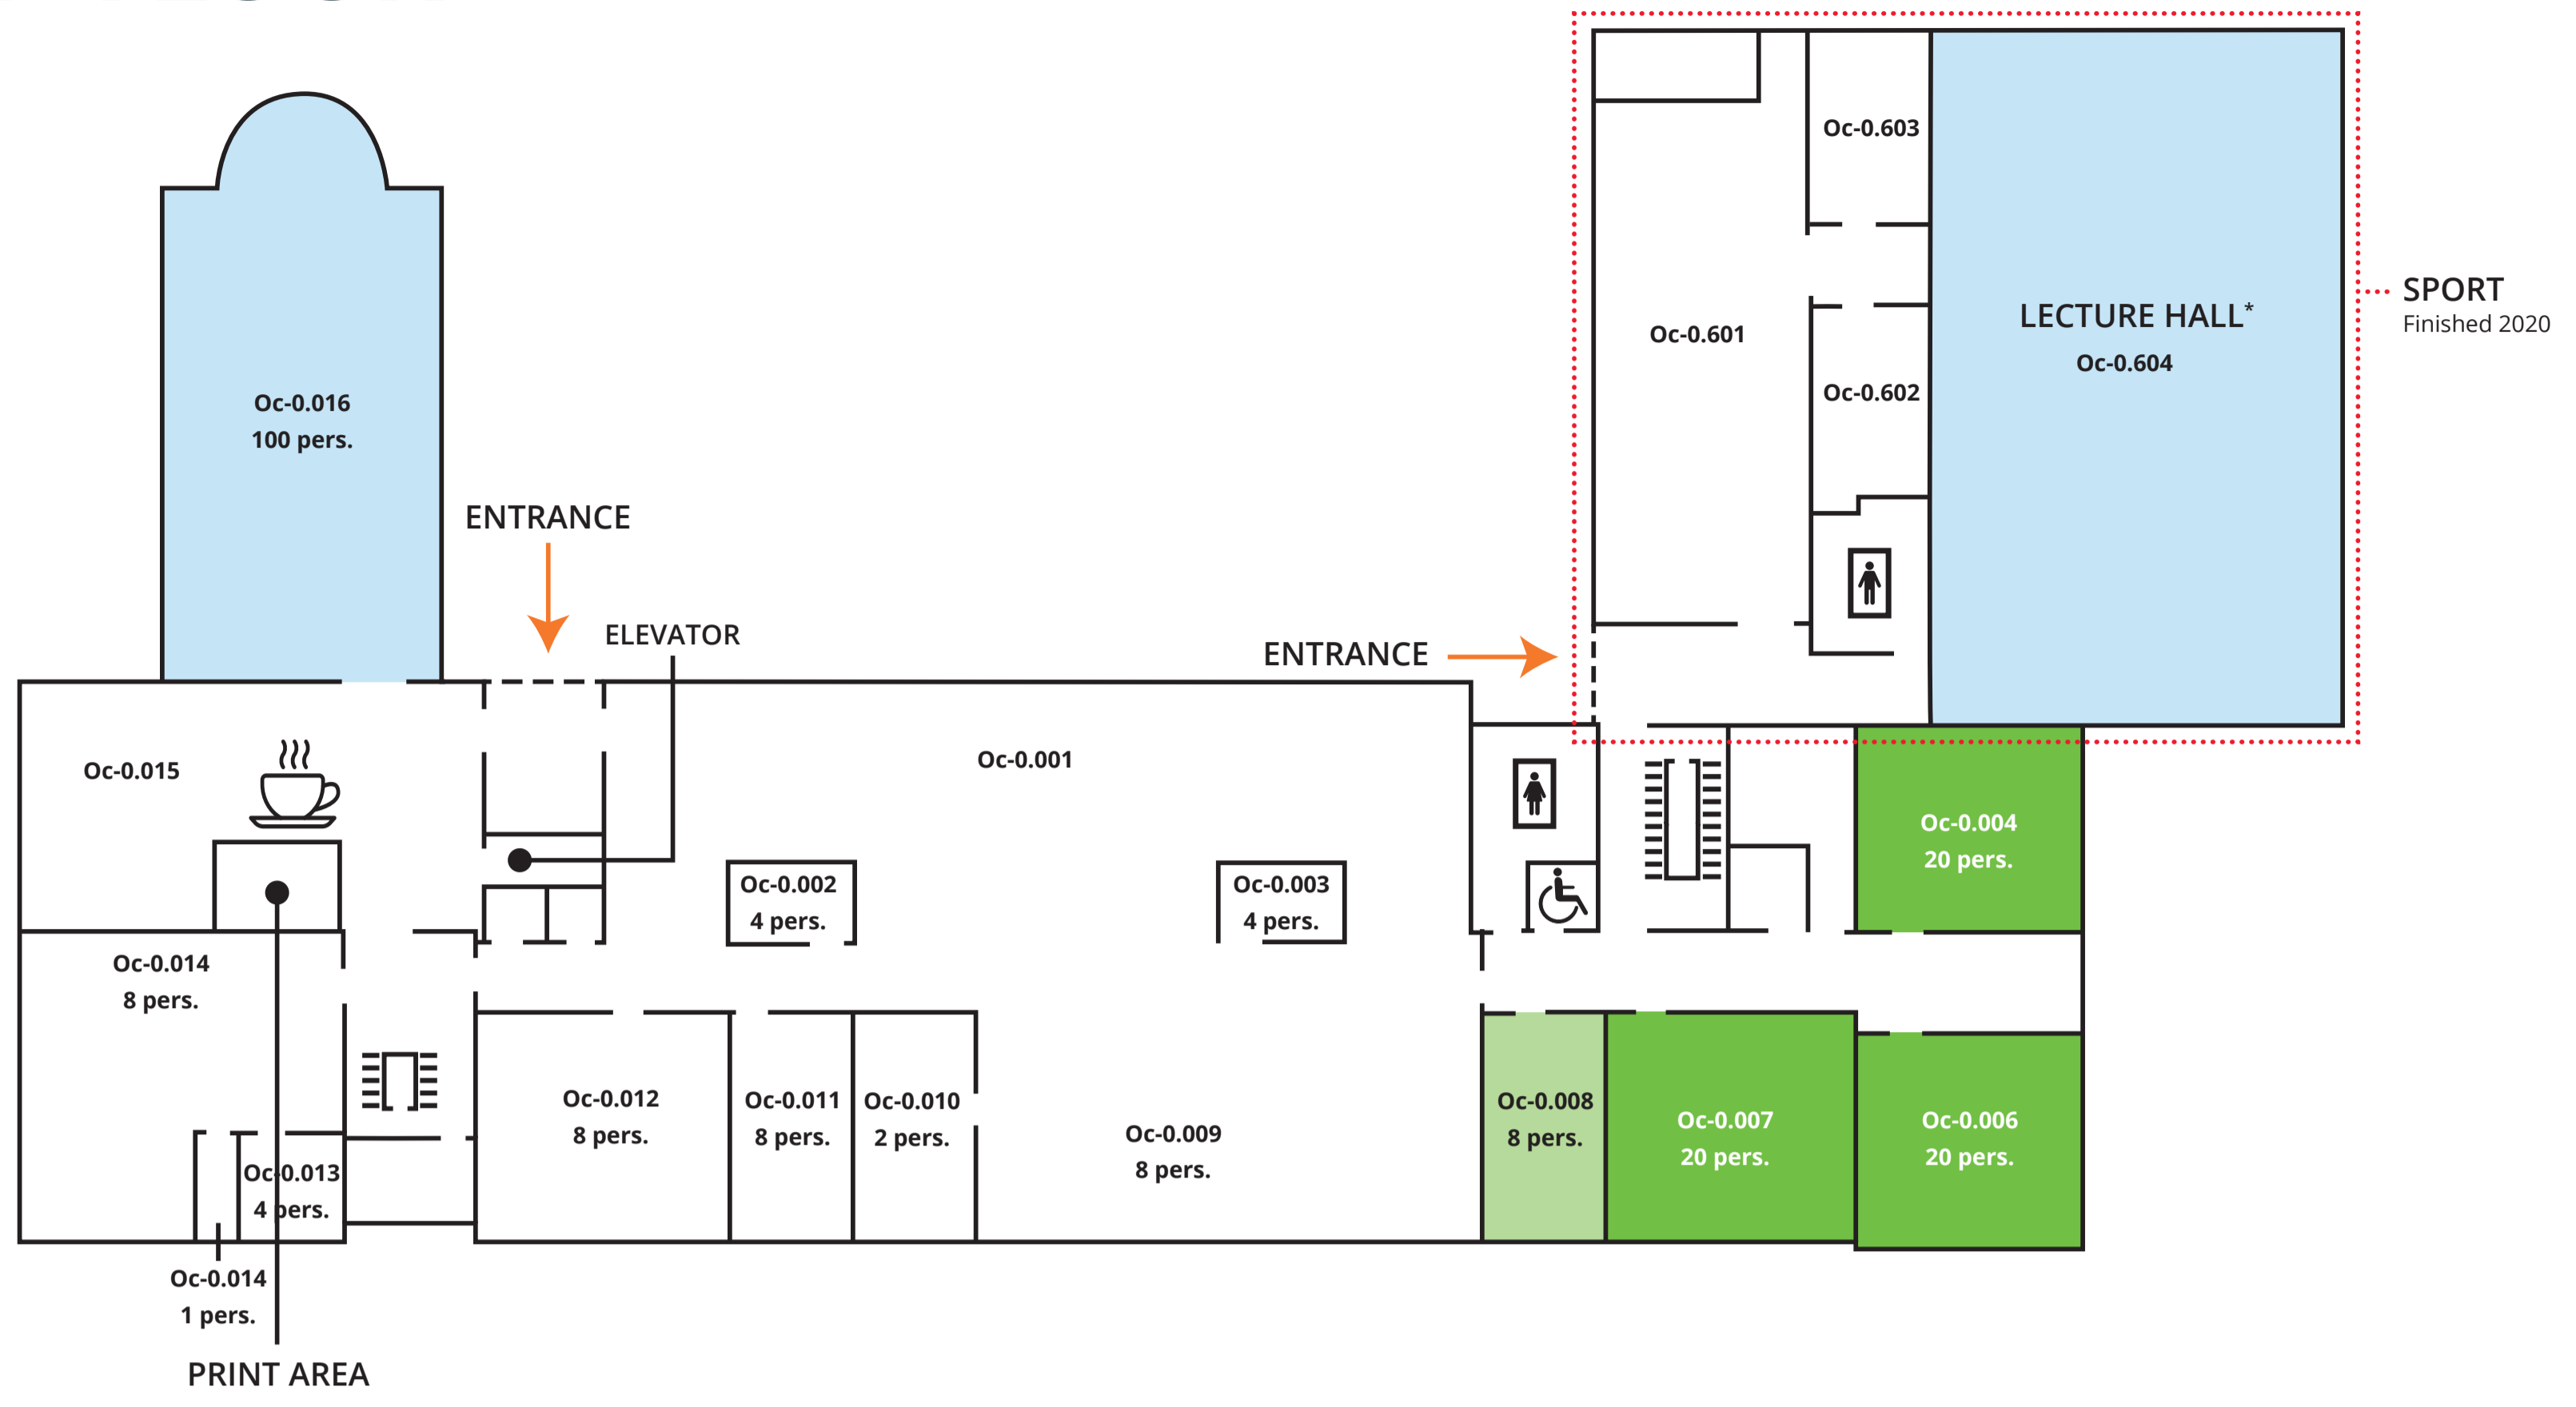 Oc-0.603
SPORT
Finished 2020
LECTURE HALL*
Oc-0.604
Oc-0.601
Oc-0.602
Oc-0.016
100 pers.
ENTRANCE
ELEVATOR
ENTRANCE
Oc-0.015
Oc-0.001
Oc-0.004
20 pers.
Oc-0.002
4 pers.
Oc-0.003
4 pers.
Oc-0.014
8 pers.
Oc-0.012
8 pers.
Oc-0.011
8 pers.
Oc-0.010
2 pers.
Oc-0.009
8 pers.
Oc-0.008
8 pers.
Oc-0.007
20 pers.
Oc-0.006
20 pers.
Oc-0.013
4 pers.
Oc-0.014
1 pers.
PRINT AREA